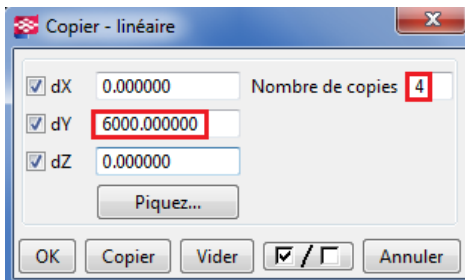 Copier - linéaire
dX 0.000000 Nombre de copies 4
dY 6000.000000
dZ 0.000000
Piquez...
OK Copier Vider / Annuler